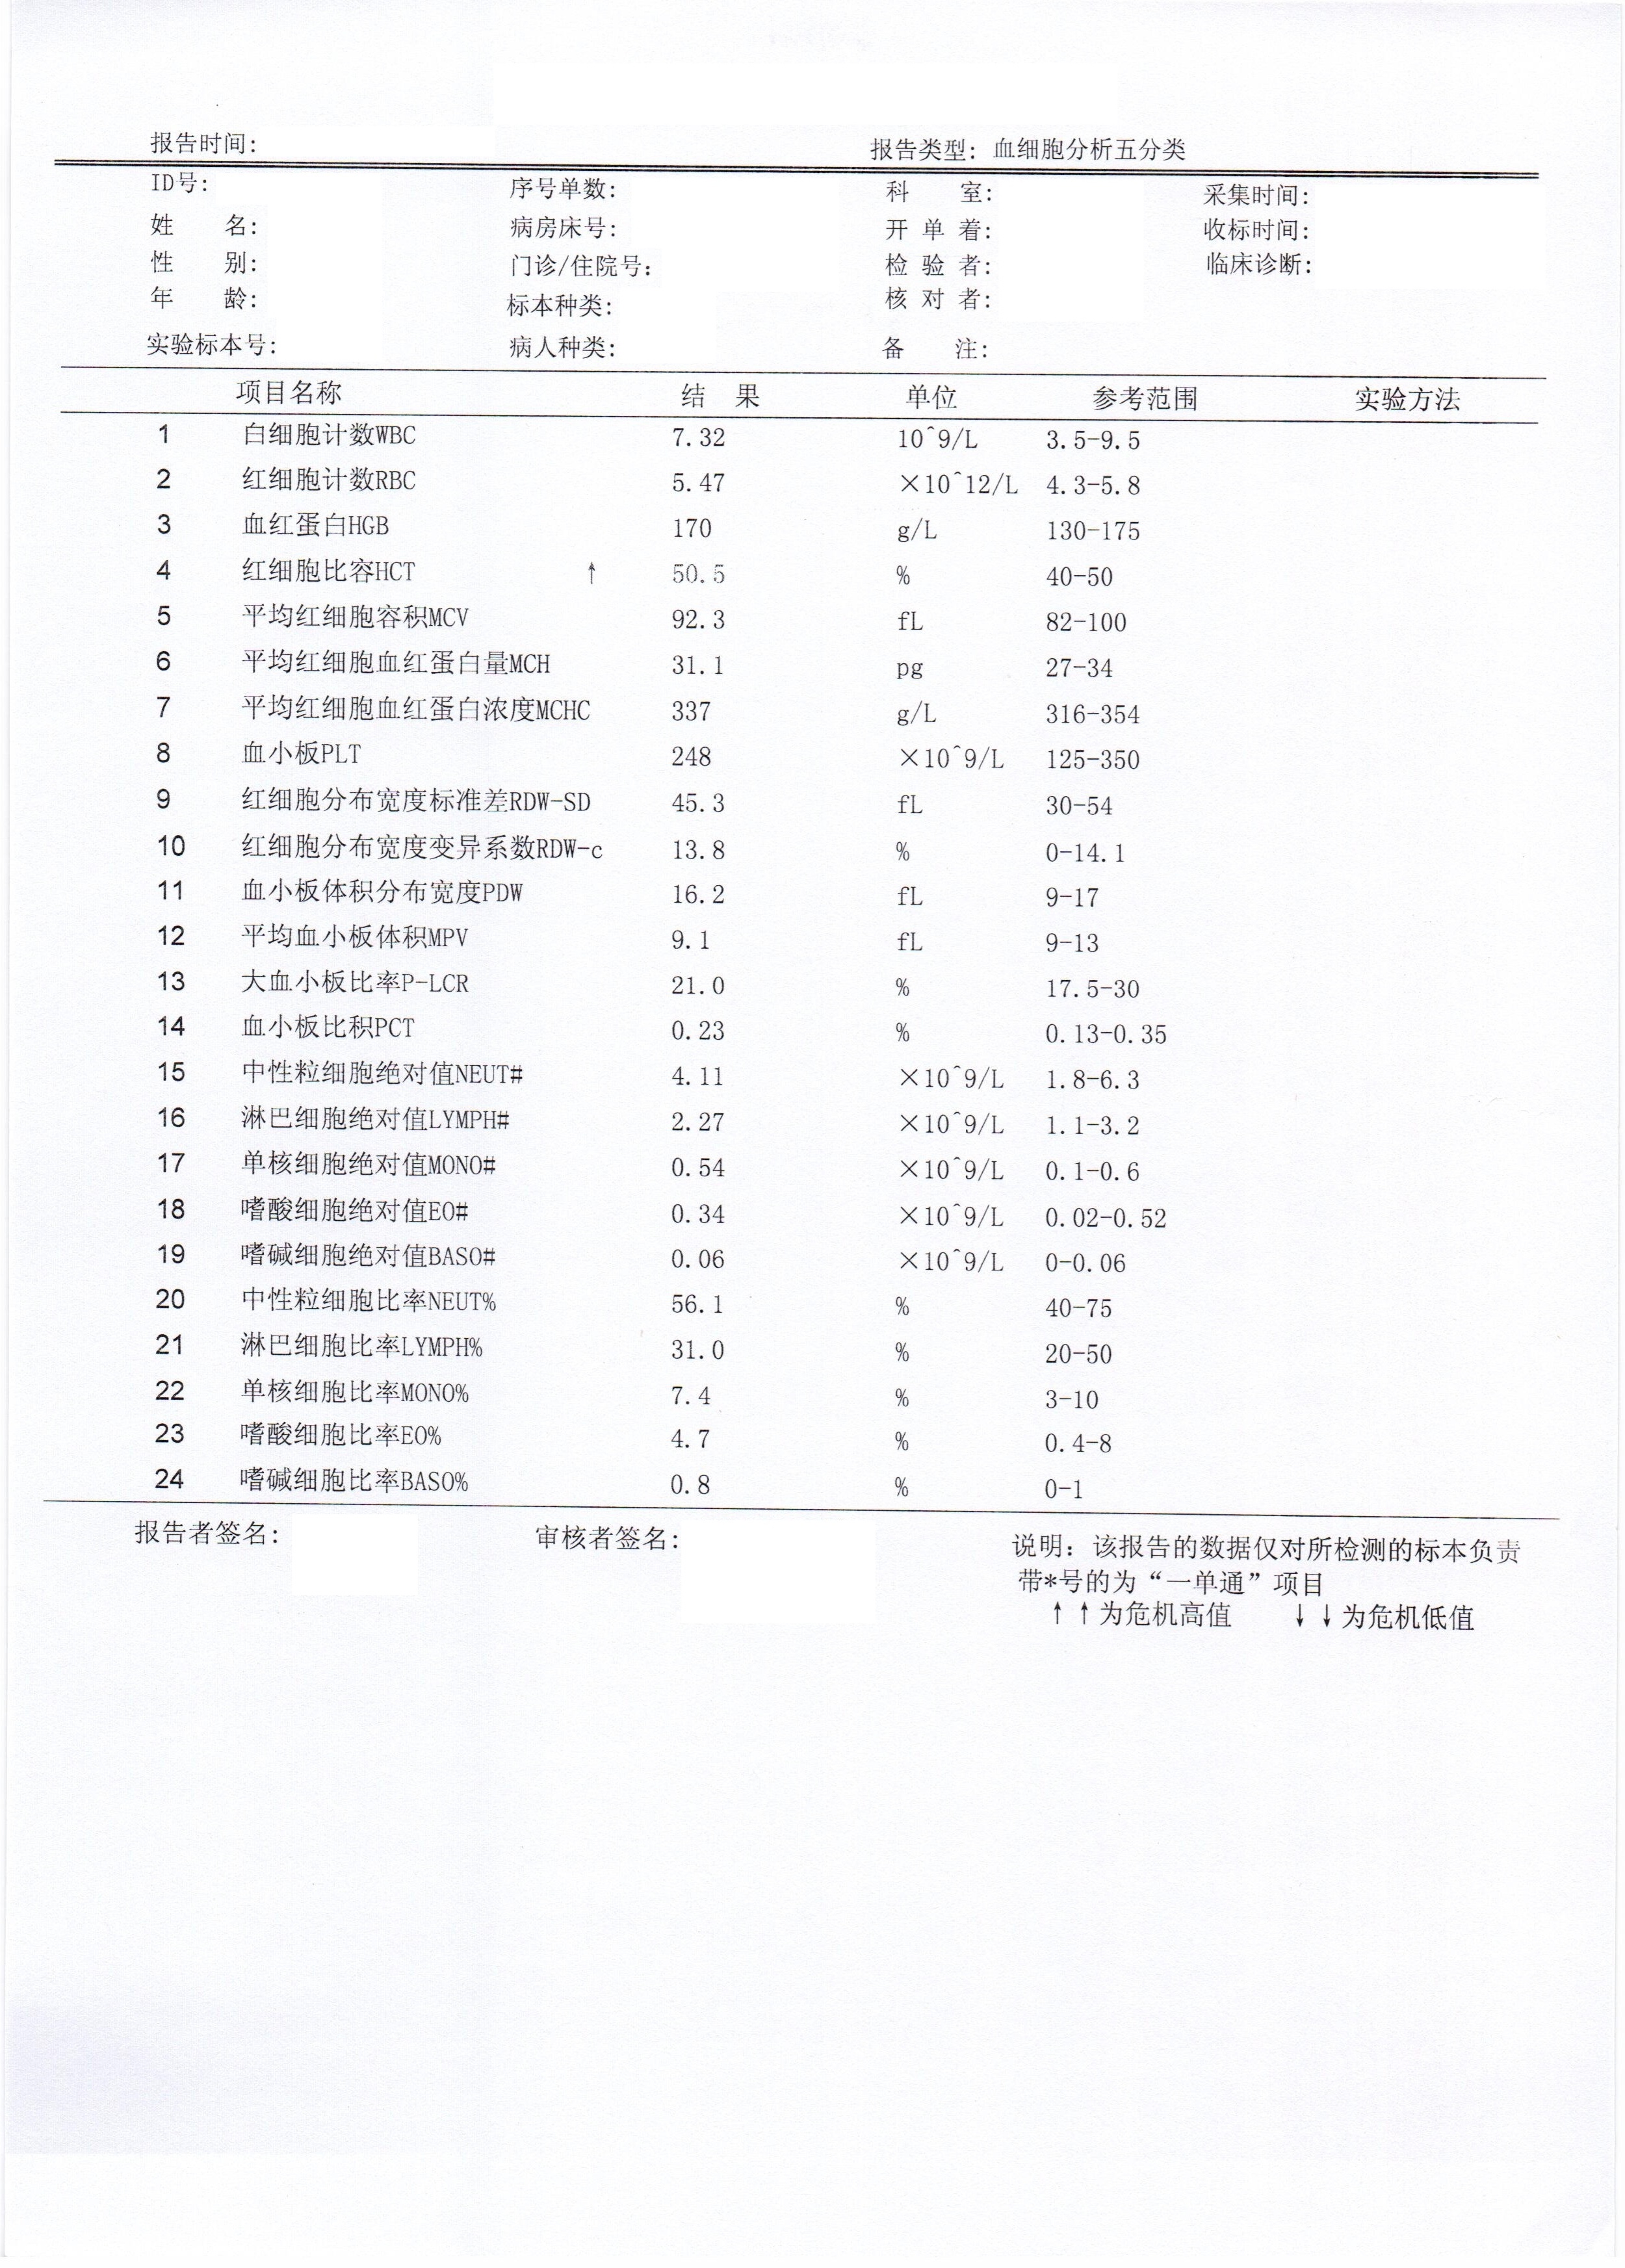 报告时间: 报告类型: 血细胞分析五分类
ID号: 序号单数: 科 室: 采集时间:
姓 名: 病房床号: 开 单 着: 收标时间:
性 别: 门诊/住院号: 检 验 者: 临床诊断:
年 龄: 标本种类: 核 对 者:
实验标本号: 病人种类: 备 注:
项目名称 结 果 单位 参考范围 实验方法
1 白细胞计数WBC 7.32 10^9/L 3.5-9.5
2 红细胞计数RBC 5.47 ×10^12/L 4.3-5.8
3 血红蛋白HGB 170 g/L 130-175
4 红细胞比容HCT ↑ 50.5 % 40-50
5 平均红细胞容积MCV 92.3 fL 82-100
6 平均红细胞血红蛋白量MCH 31.1 pg 27-34
7 平均红细胞血红蛋白浓度MCHC 337 g/L 316-354
8 血小板PLT 248 ×10^9/L 125-350
9 红细胞分布宽度标准差RDW-SD 45.3 fL 30-54
10 红细胞分布宽度变异系数RDW-c 13.8 % 0-14.1
11 血小板体积分布宽度PDW 16.2 fL 9-17
12 平均血小板体积MPV 9.1 fL 9-13
13 大血小板比率P-LCR 21.0 % 17.5-30
14 血小板比积PCT 0.23 % 0.13-0.35
15 中性粒细胞绝对值NEUT# 4.11 ×10^9/L 1.8-6.3
16 淋巴细胞绝对值LYMPH# 2.27 ×10^9/L 1.1-3.2
17 单核细胞绝对值MONO# 0.54 ×10^9/L 0.1-0.6
18 嗜酸细胞绝对值EO# 0.34 ×10^9/L 0.02-0.52
19 嗜碱细胞绝对值BASO# 0.06 ×10^9/L 0-0.06
20 中性粒细胞比率NEUT% 56.1 % 40-75
21 淋巴细胞比率LYMPH% 31.0 % 20-50
22 单核细胞比率MONO% 7.4 % 3-10
23 嗜酸细胞比率EO% 4.7 % 0.4-8
24 嗜碱细胞比率BASO% 0.8 % 0-1
报告者签名: 审核者签名: 说明: 该报告的数据仅对所检测的标本负责
带*号的为“一单通”项目
↑↑为危机高值 ↓↓为危机低值